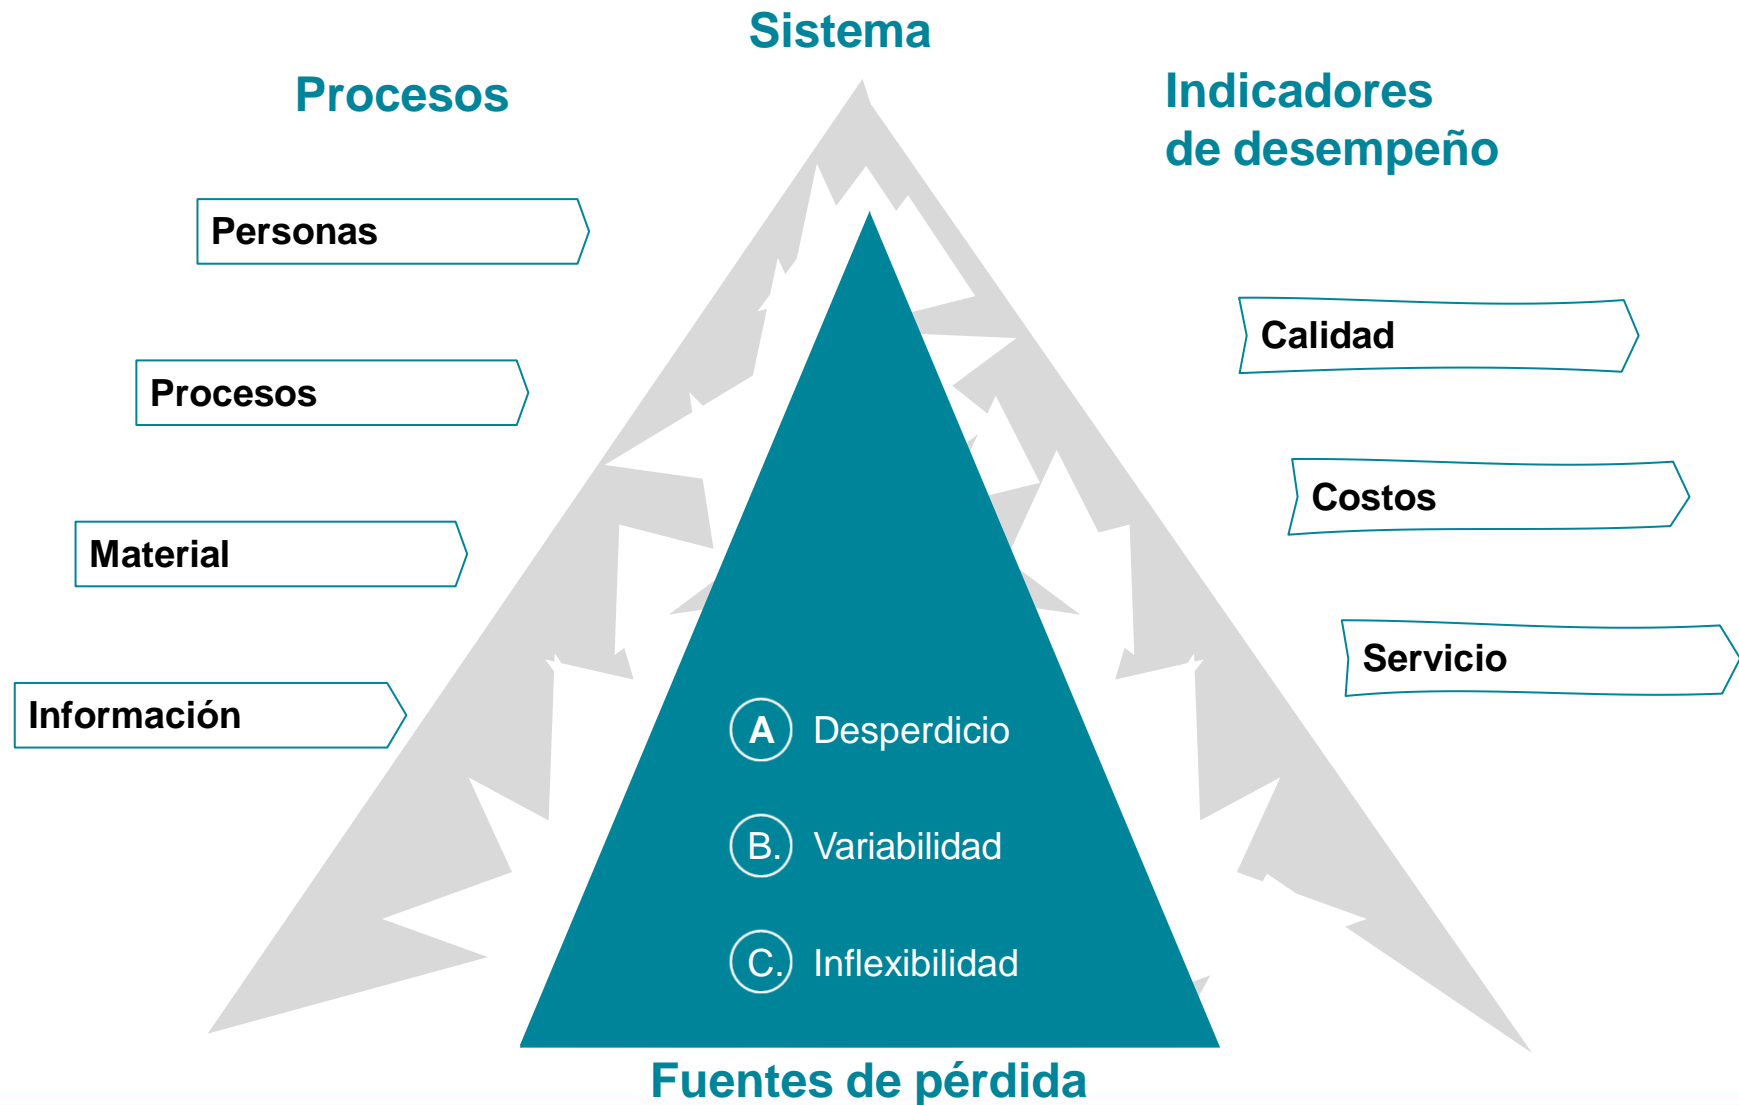 Sistema
Procesos
Indicadores
de desempeño
Personas
Procesos
Material
Información
Calidad
Costos
Servicio
A Desperdicio
B. Variabilidad
C. Inflexibilidad
Fuentes de pérdida